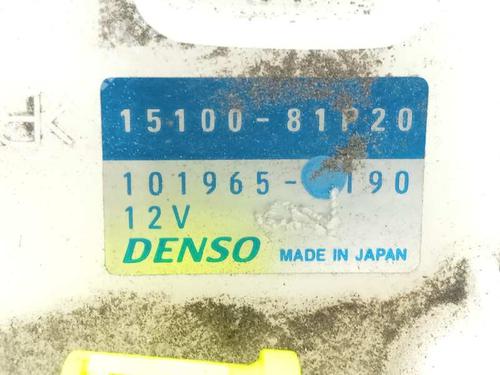 15100-81P20
101965- 190
12V
DENSO MADE IN JAPAN